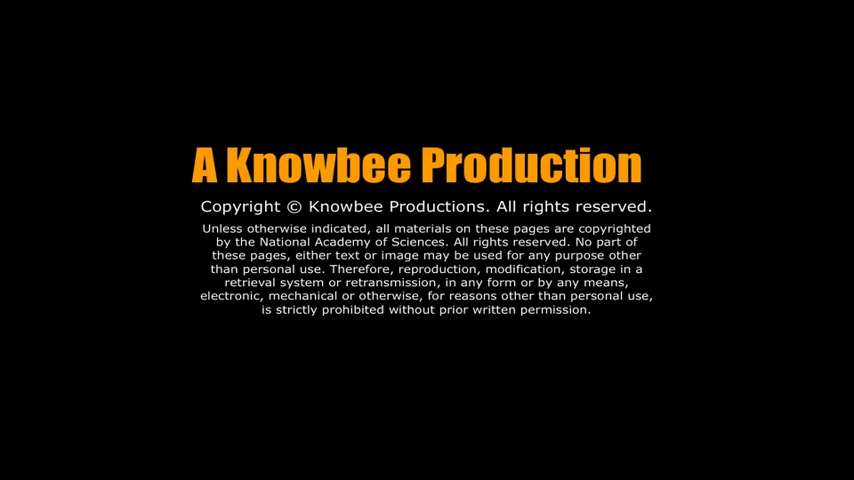 A Knowbee Production
Copyright © Knowbee Productions. All rights reserved.
Unless otherwise indicated, all materials on these pages are copyrighted
by the National Academy of Sciences. All rights reserved. No part of
these pages, either text or image may be used for any purpose other
than personal use. Therefore, reproduction, modification, storage in a
retrieval system or retransmission, in any form or by any means,
electronic, mechanical or otherwise, for reasons other than personal use,
is strictly prohibited without prior written permission.